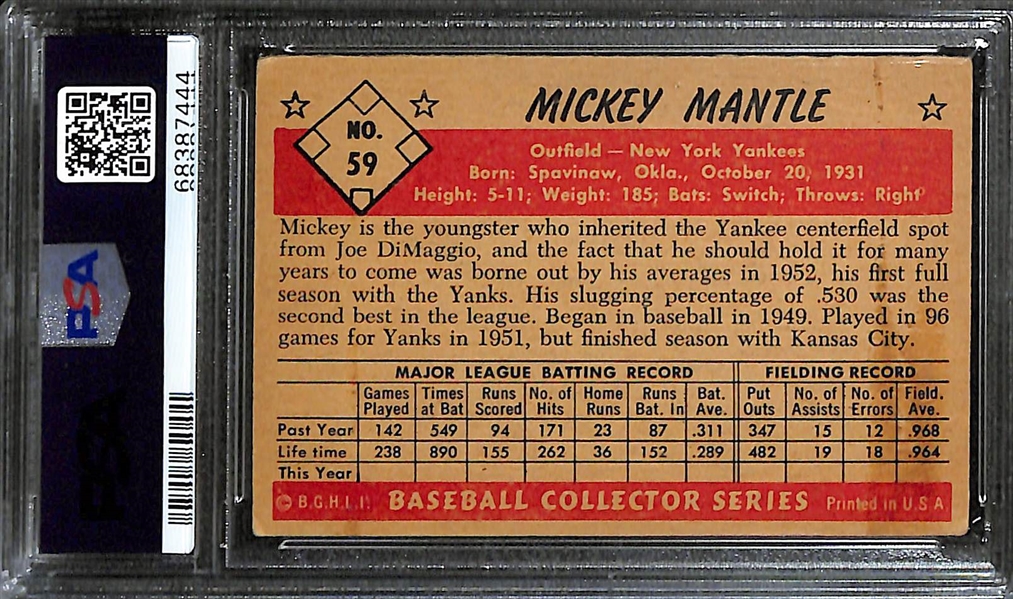 68387444
PSA
PSA
NO.
59
MICKEY MANTLE
Outfield — New York Yankees
Born: Spavinaw, Okla., October 20, 1931
Height: 5-11; Weight: 185; Bats: Switch; Throws: Right
Mickey is the youngster who inherited the Yankee centerfield spot
from Joe DiMaggio, and the fact that he should hold it for many
years to come was borne out by his averages in 1952, his first full
season with the Yanks. His slugging percentage of .530 was the
second best in the league. Began in baseball in 1949. Played in 96
games for Yanks in 1951, but finished season with Kansas City.
MAJOR LEAGUE BATTING RECORD FIELDING RECORD
Games Times Runs No. of Home Runs Bat. Put No. of No. of Field.
Played at Bat Scored Hits Runs Bat. In Ave. Outs Assists Errors Ave.
Past Year 142 549 94 171 23 87 .311 347 15 12 .968
Life time 238 890 155 262 36 152 .289 482 19 18 .964
This Year
© B.G.H.L.I. BASEBALL COLLECTOR SERIES Printed in U.S A